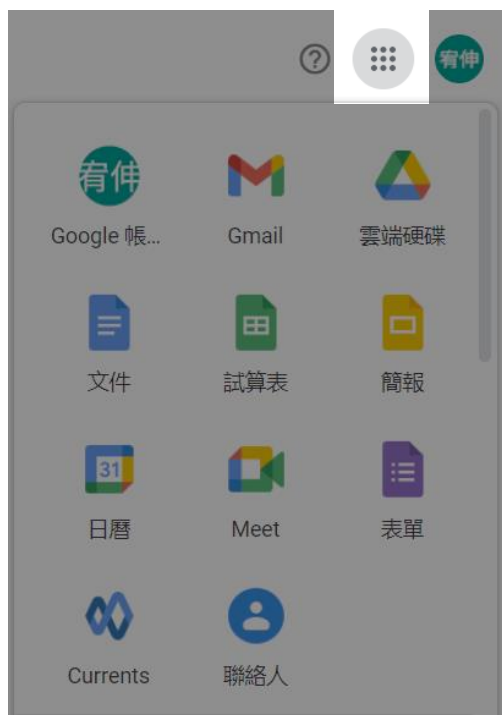 宥伸
宥伸
Google 帳... Gmail 雲端硬碟
文件 試算表 簡報
31
日曆 Meet 表單
Currents 聯絡人